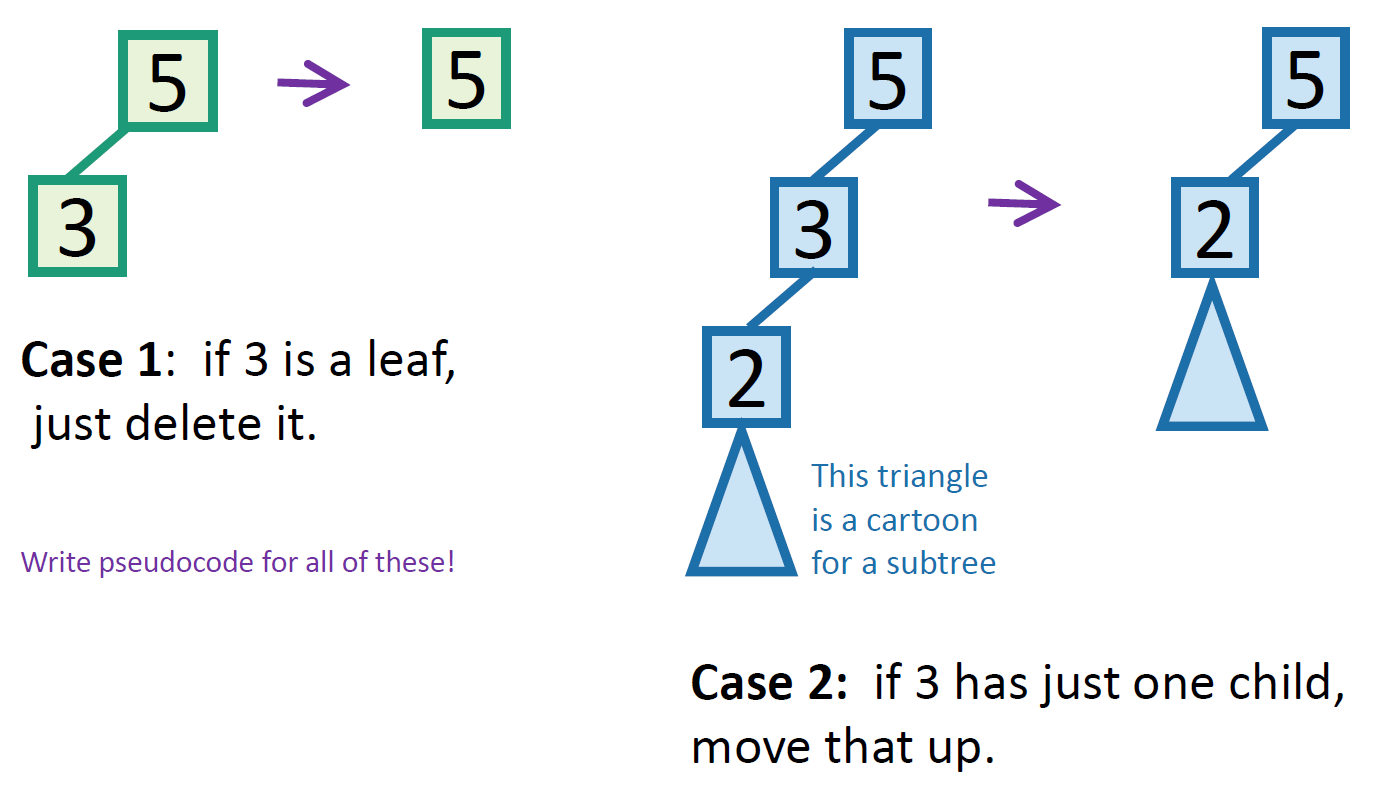 5
5
3
Case 1:  if 3 is a leaf,
just delete it.
Write pseudocode for all of these!
5
5
3
2
2
This triangle
is a cartoon
for a subtree
Case 2:  if 3 has just one child,
move that up.